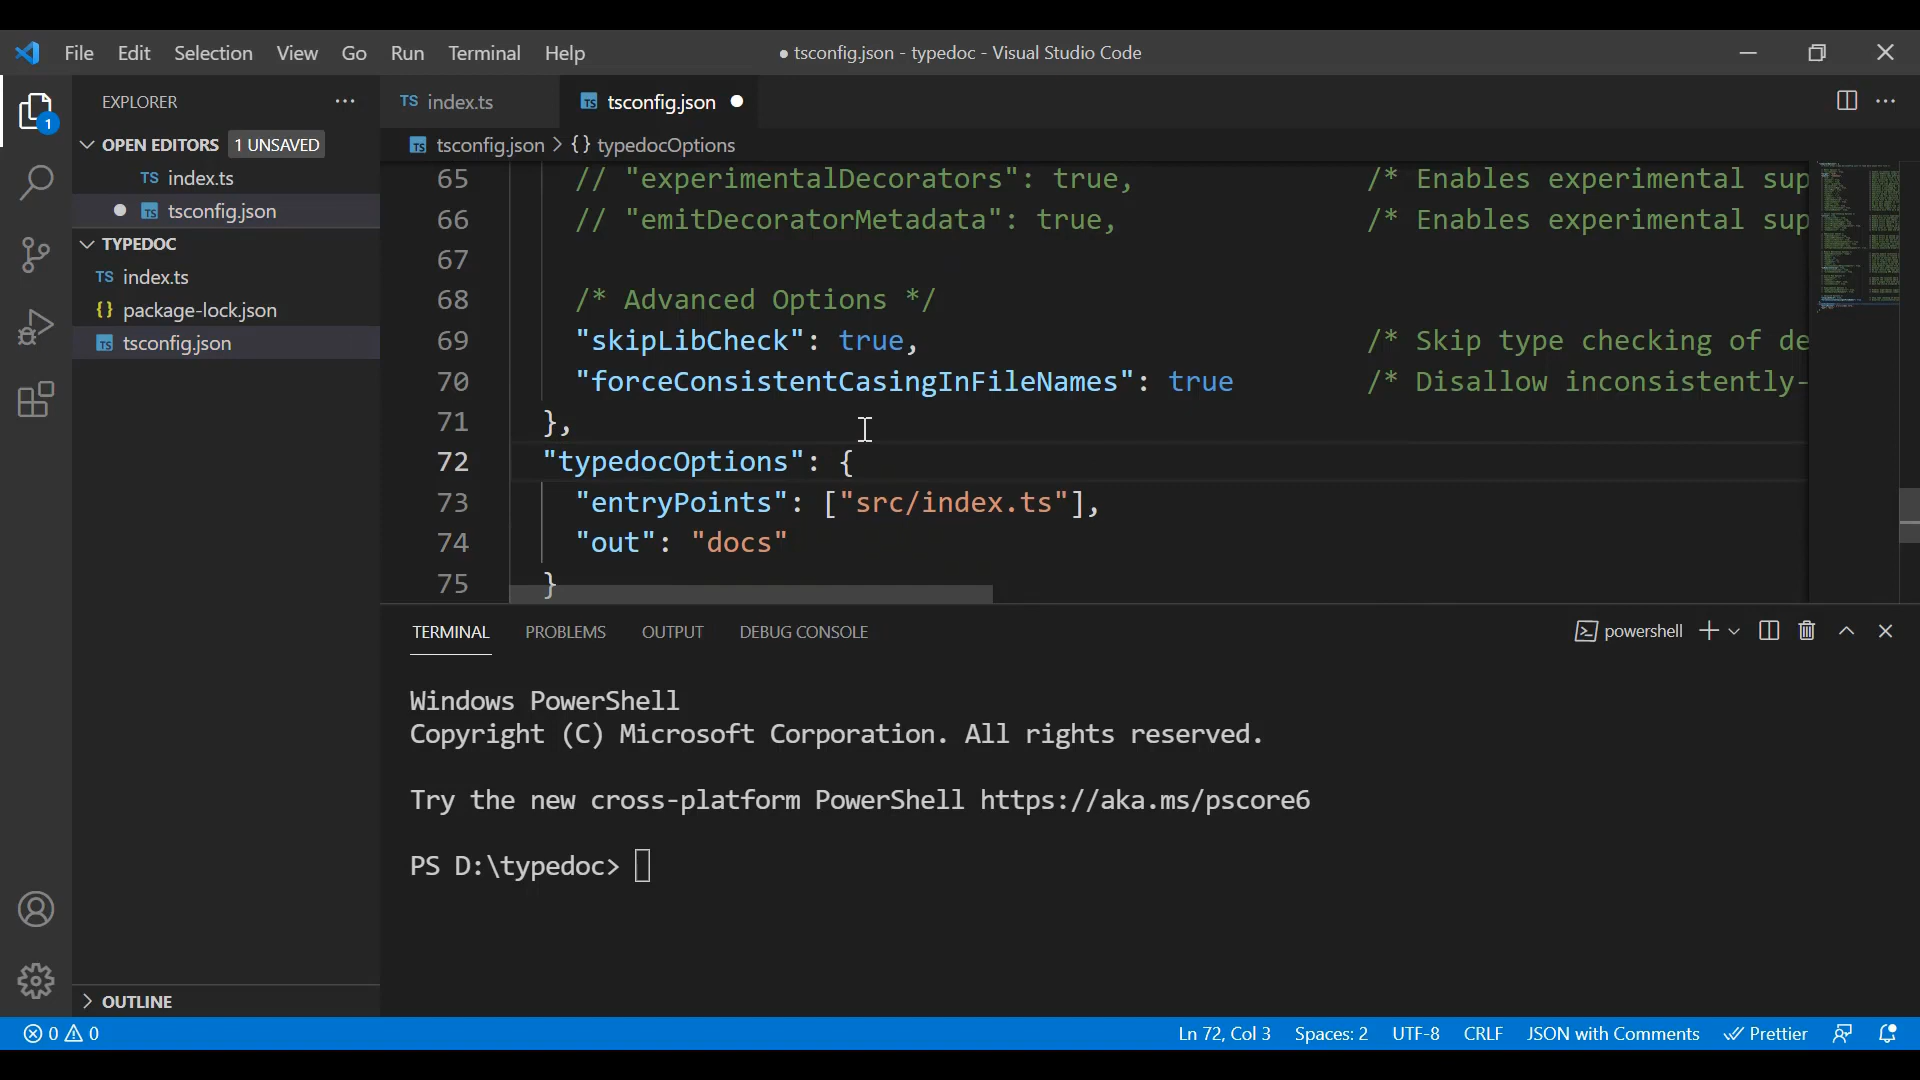 File Edit Selection View Go Run Terminal Help ● tsconfig.json - typedoc - Visual Studio Code
EXPLORER ···
TS index.ts TS tsconfig.json ●
OPEN EDITORS 1 UNSAVED
TS index.ts
● TS tsconfig.json
TYPEDOC
TS index.ts
{} package-lock.json
TS tsconfig.json
OUTLINE
1
TS tsconfig.json > {} typedocOptions
65 // "experimentalDecorators": true, /* Enables experimental sup
66 // "emitDecoratorMetadata": true, /* Enables experimental sup
67
68 /* Advanced Options */
69 "skipLibCheck": true, /* Skip type checking of de
70 "forceConsistentCasingInFileNames": true /* Disallow inconsistently-
71 },
72 "typedocOptions": {
73 "entryPoints": ["src/index.ts"],
74 "out": "docs"
75 }
TERMINAL PROBLEMS OUTPUT DEBUG CONSOLE powershell
Windows PowerShell
Copyright (C) Microsoft Corporation. All rights reserved.
Try the new cross-platform PowerShell https://aka.ms/pscore6
PS D:\typedoc>
0 0 Ln 72, Col 3 Spaces: 2 UTF-8 CRLF JSON with Comments Prettier